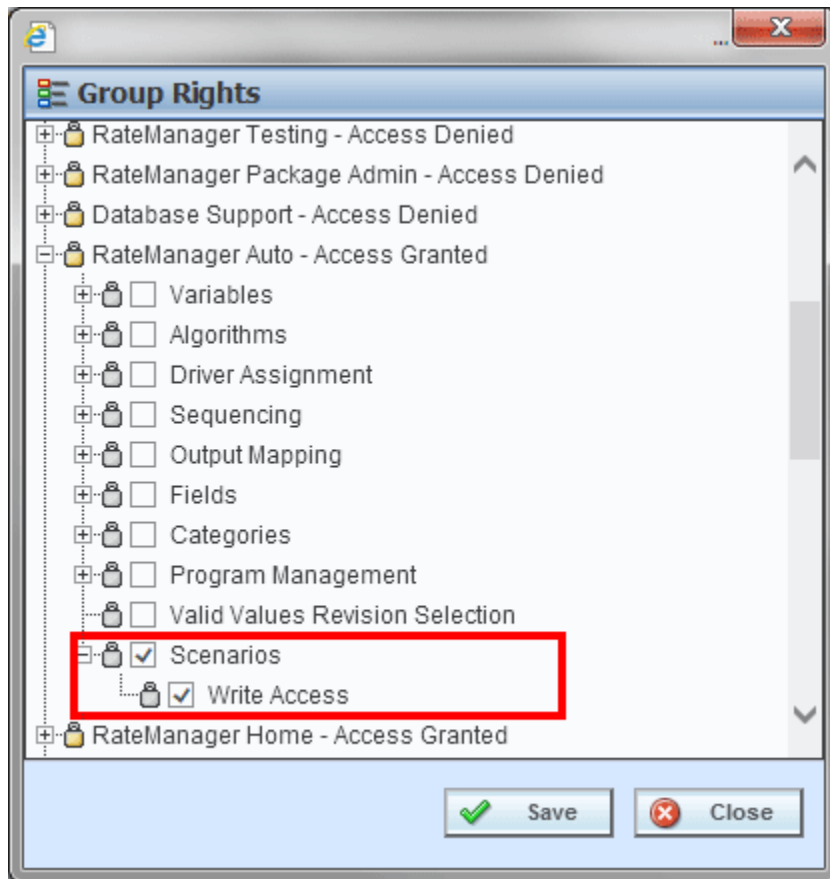 ...
Group Rights
RateManager Testing - Access Denied
RateManager Package Admin - Access Denied
Database Support - Access Denied
RateManager Auto - Access Granted
Variables
Algorithms
Driver Assignment
Sequencing
Output Mapping
Fields
Categories
Program Management
Valid Values Revision Selection
Scenarios
Write Access
RateManager Home - Access Granted
Save Close